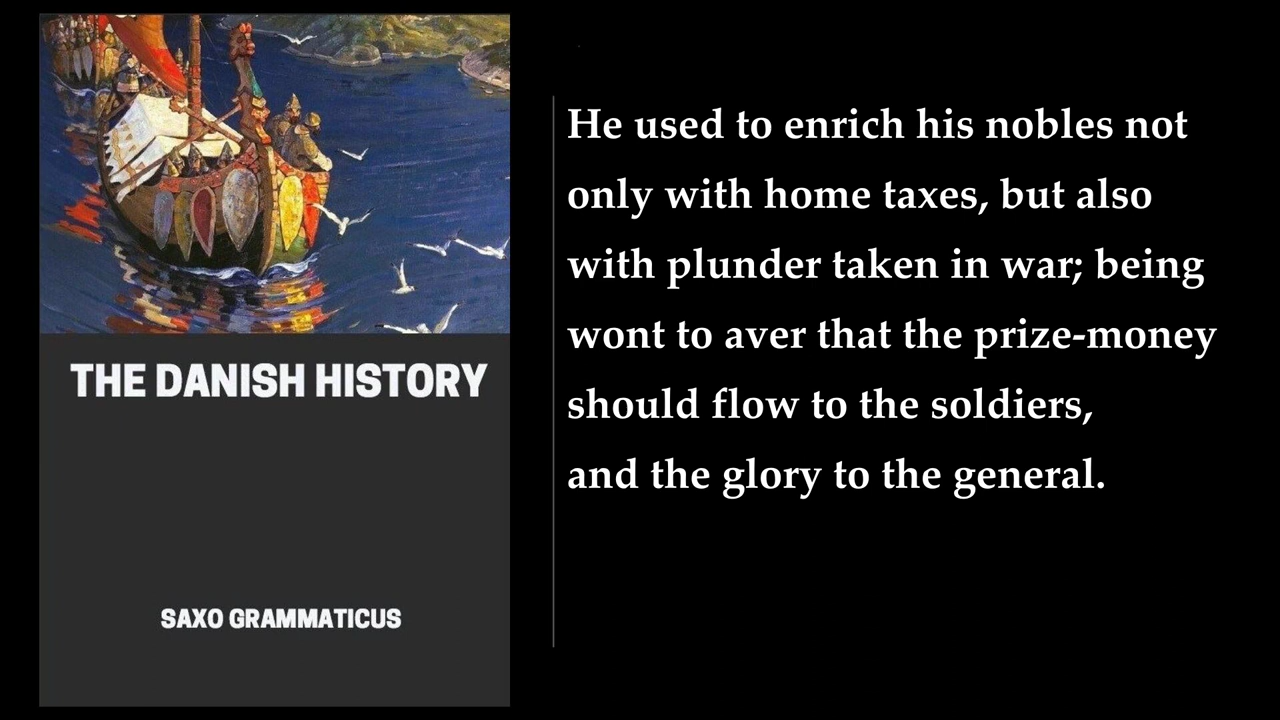 THE DANISH HISTORY
SAXO GRAMMATICUS
He used to enrich his nobles not
only with home taxes, but also
with plunder taken in war; being
wont to aver that the prize-money
should flow to the soldiers,
and the glory to the general.